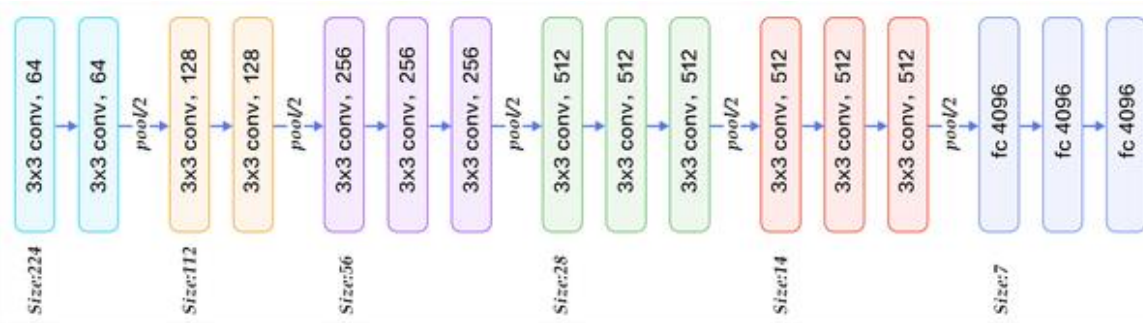 3x3 conv, 64
3x3 conv, 64
pool/2
3x3 conv, 128
3x3 conv, 128
pool/2
3x3 conv, 256
3x3 conv, 256
3x3 conv, 256
pool/2
3x3 conv, 512
3x3 conv, 512
3x3 conv, 512
pool/2
3x3 conv, 512
3x3 conv, 512
3x3 conv, 512
pool/2
fc 4096
fc 4096
fc 4096
Size:224
Size:112
Size:56
Size:28
Size:14
Size:7